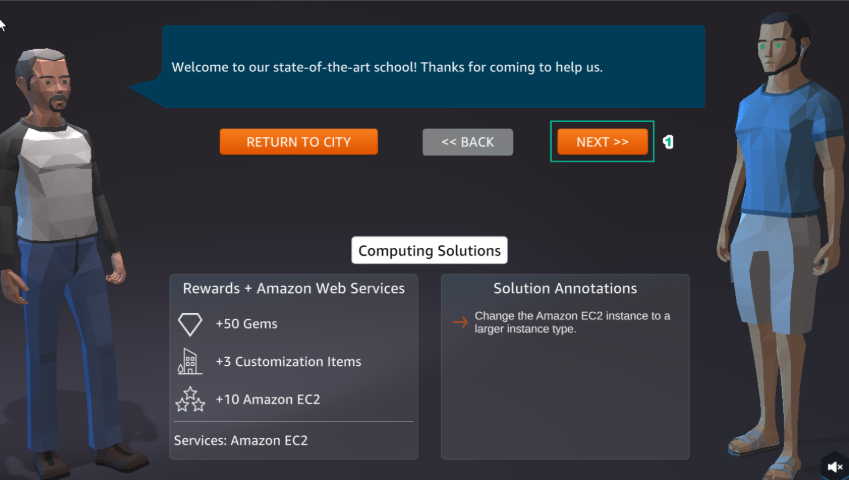 Welcome to our state-of-the-art school! Thanks for coming to help us.
RETURN TO CITY
<< BACK
NEXT >>
1
Computing Solutions
Rewards + Amazon Web Services
+50 Gems
+3 Customization Items
+10 Amazon EC2
Services: Amazon EC2
Solution Annotations
Change the Amazon EC2 instance to a
larger instance type.